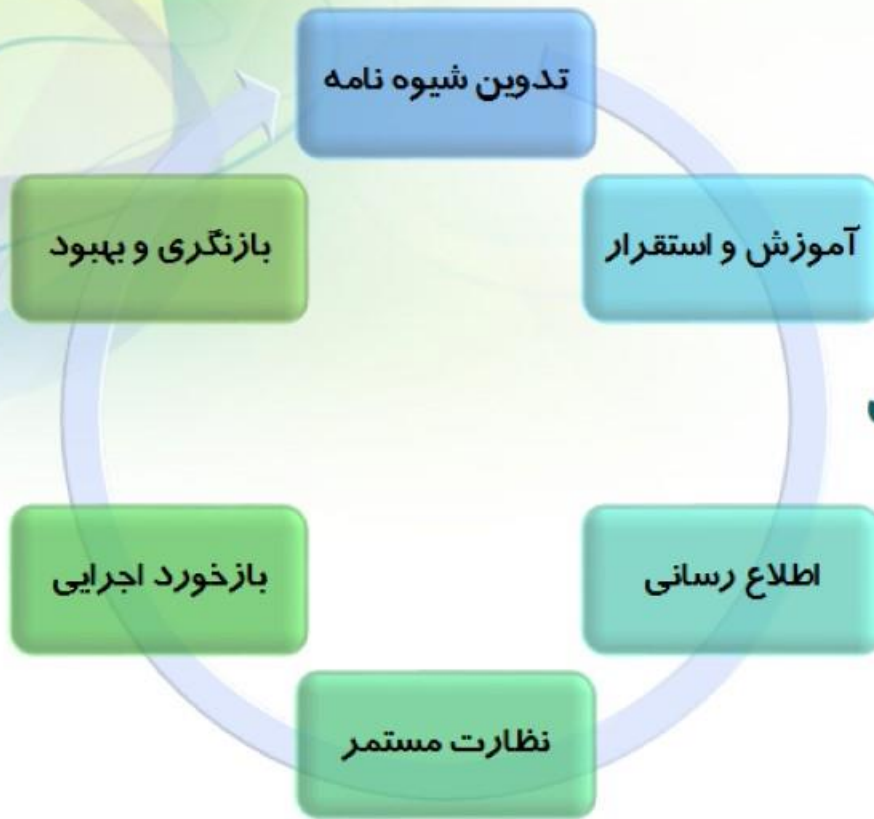 تدوین شیوه نامه
آموزش و استقرار
اطلاع رسانی
نظارت مستمر
بازخورد اجرایی
بازنگری و بهبود